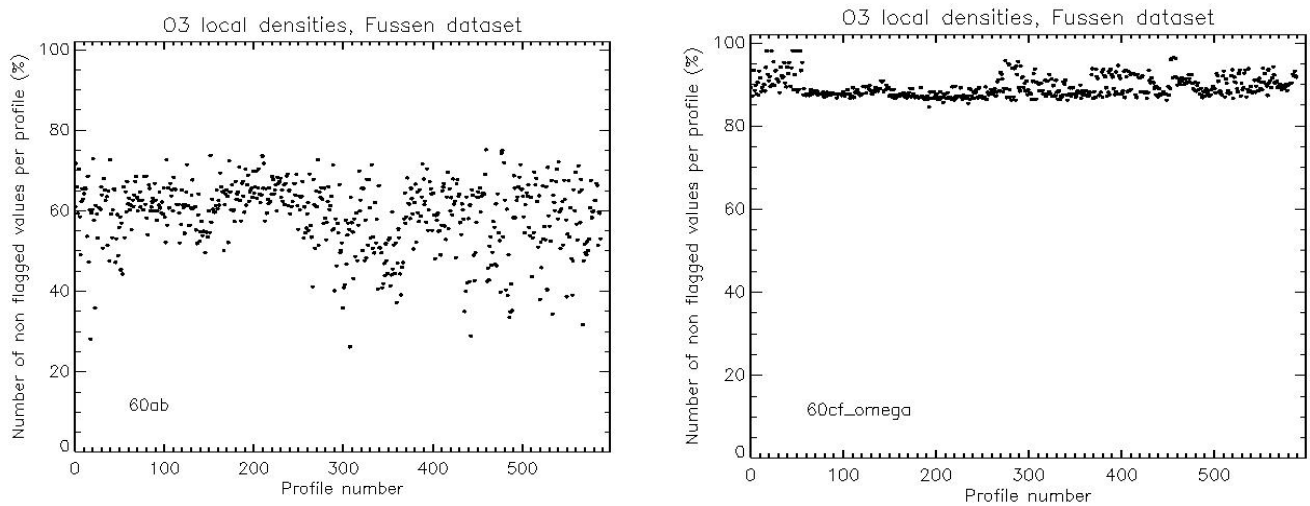 O3 local densities, Fussen dataset
Number of non flagged values per profile (%)
100
80
60
40
20
0
60ab
0 100 200 300 400 500
Profile number
O3 local densities, Fussen dataset
Number of non flagged values per profile (%)
100
80
60
40
20
0
60cf_omega
0 100 200 300 400 500
Profile number